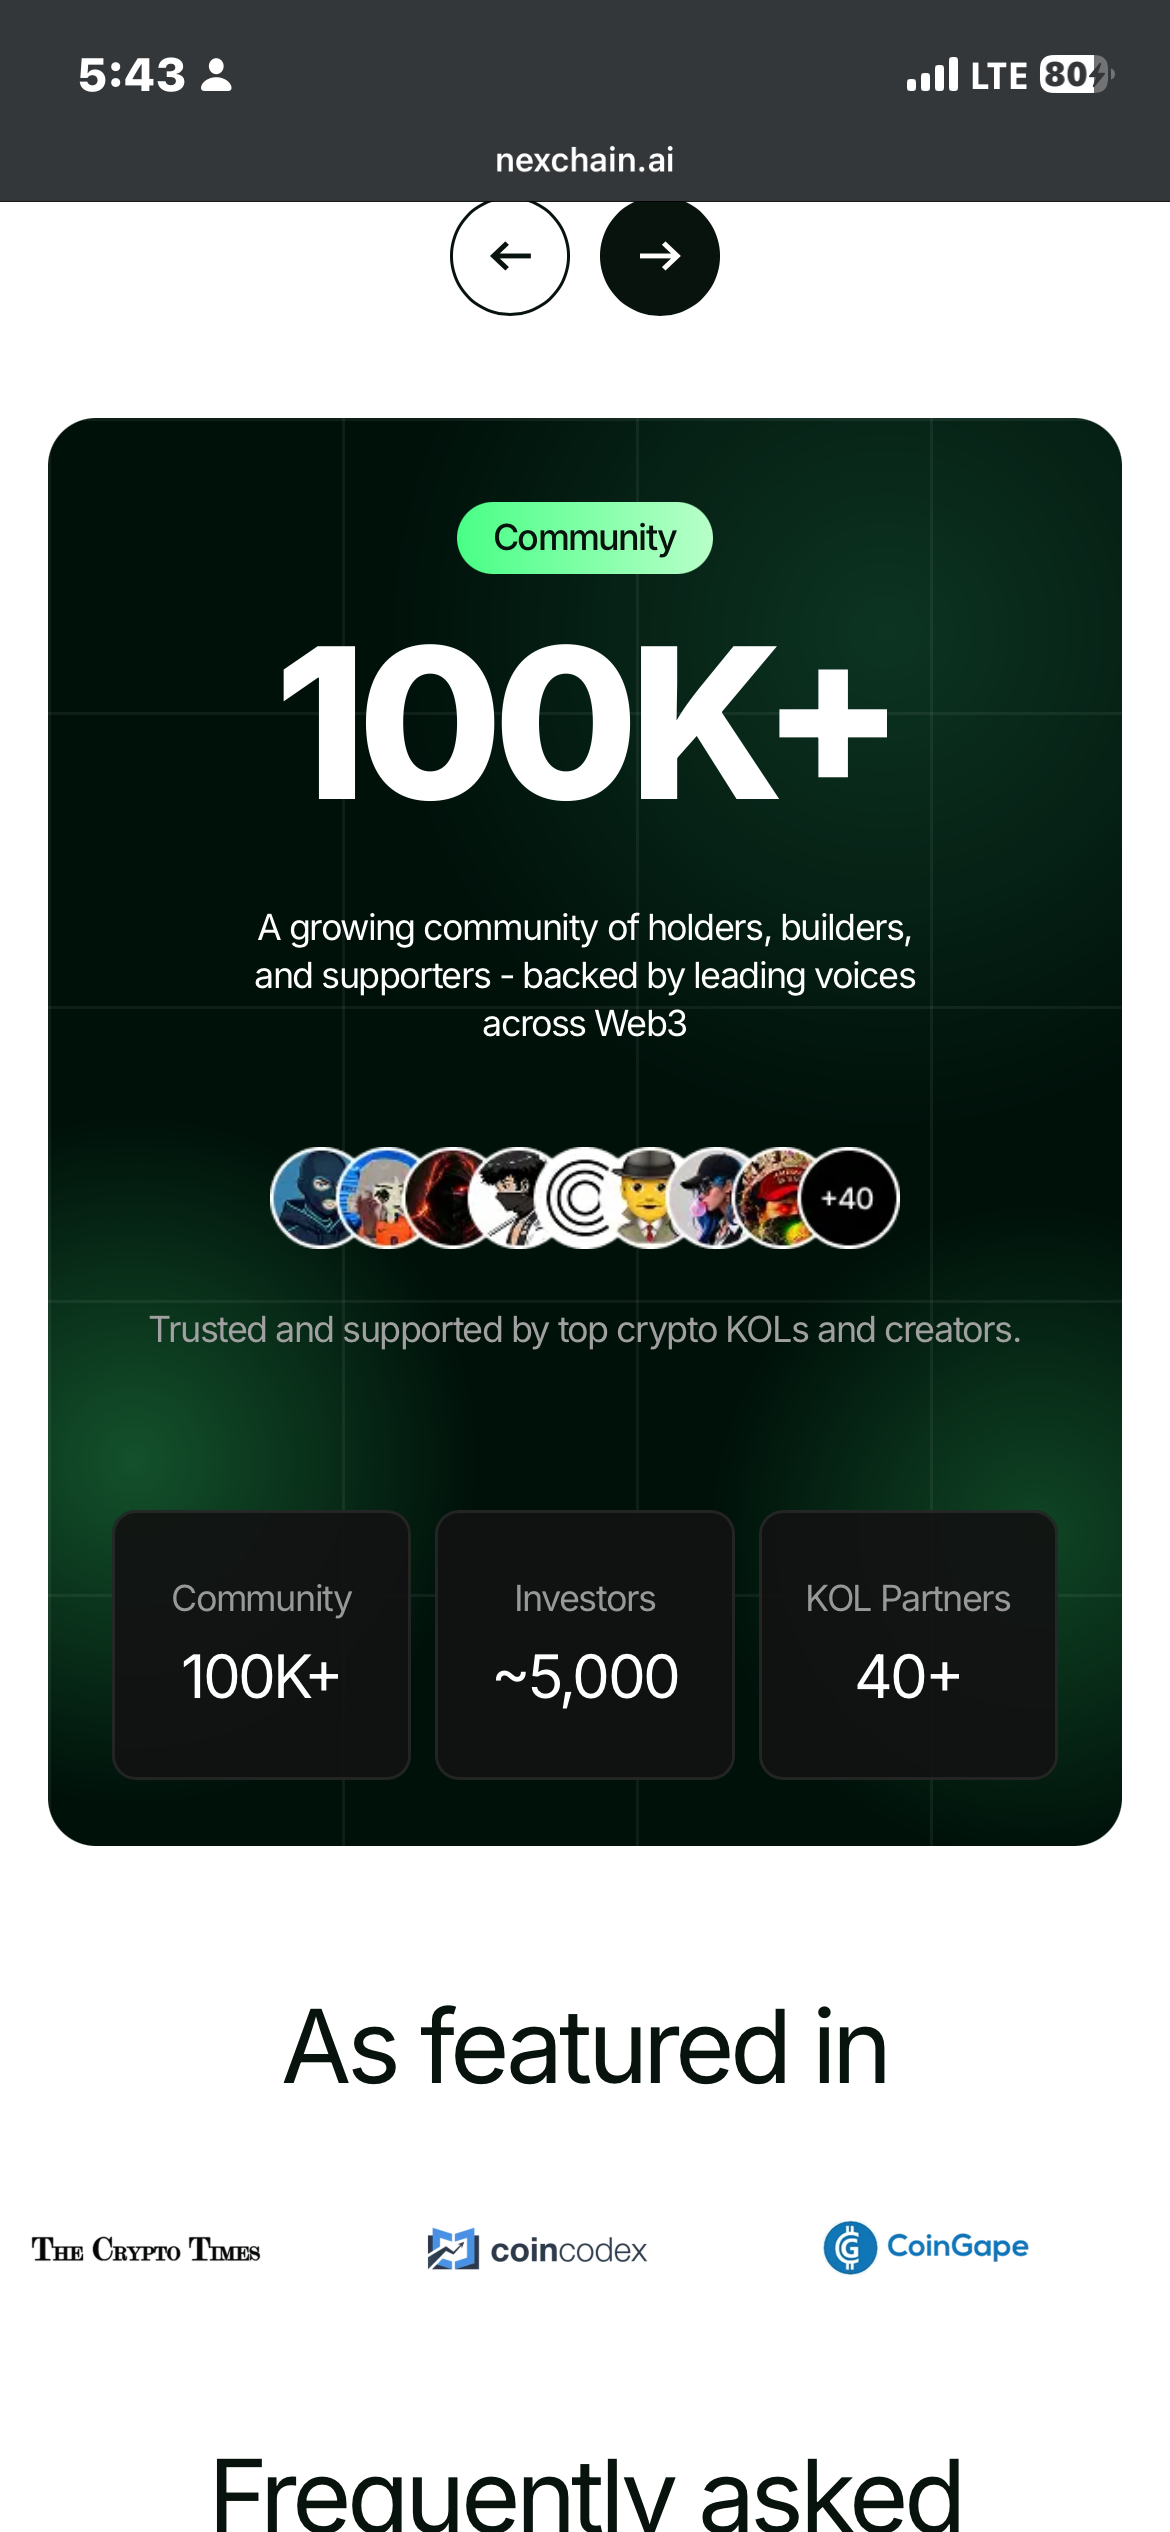 5:43
LTE
80
nexchain.ai
Community
100K+
A growing community of holders, builders,
and supporters - backed by leading voices
across Web3
+40
Trusted and supported by top crypto KOLs and creators.
Community
100K+
Investors
~5,000
KOL Partners
40+
As featured in
The Crypto Times
coincodex
CoinGape
Frequently asked